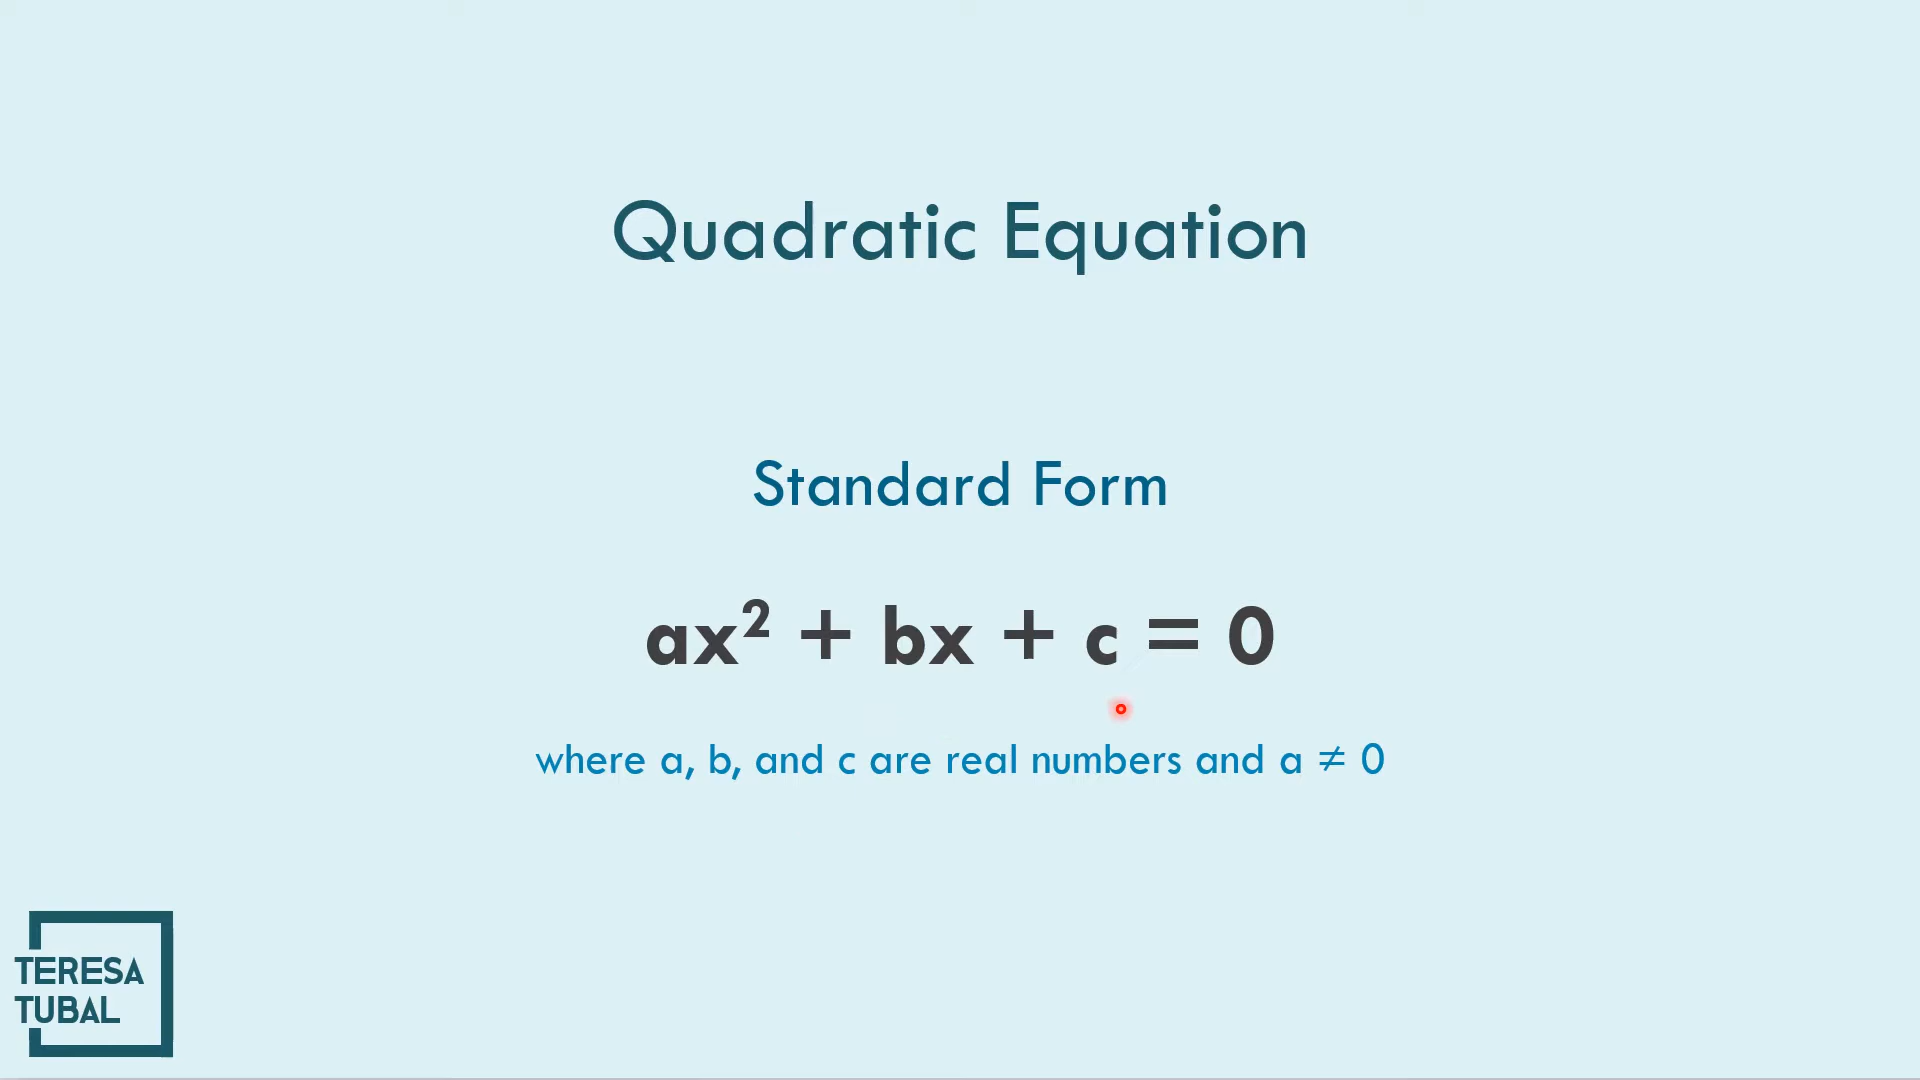 Quadratic Equation
Standard Form
ax² + bx + c = 0
where a, b, and c are real numbers and a ≠ 0
TERESA
TUBAL